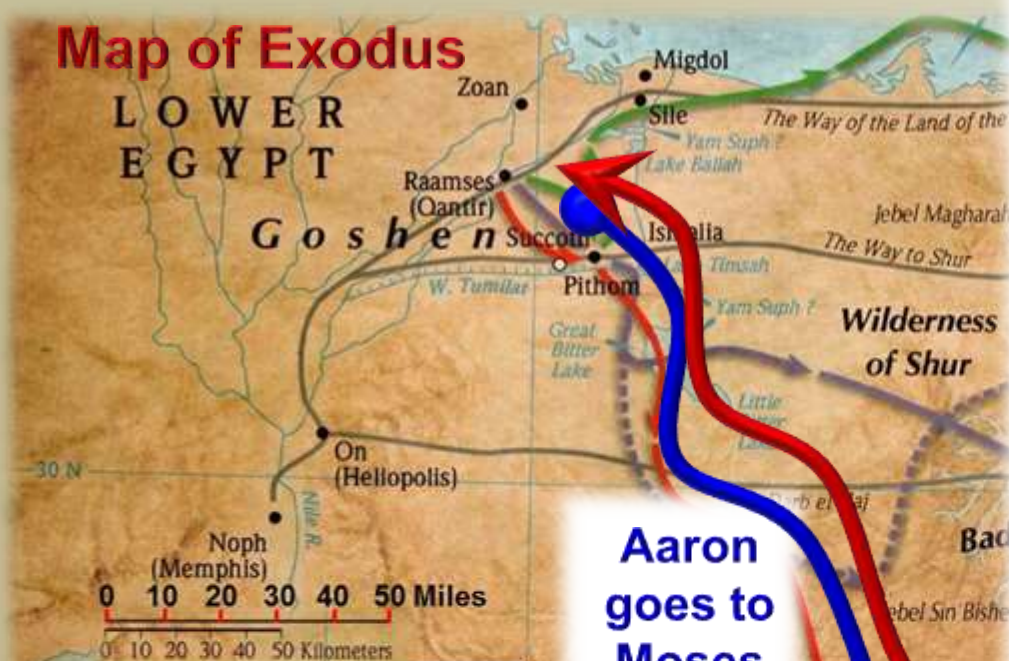 Map of Exodus
LOWER
EGYPT
Zoan
Migdol
Sile
The Way of the Land of the
Yam Suph ?
Lake Ballah
Raamses
(Qantir)
Goshen
Succoth
Jebel Magharah
The Way to Shur
Timsah
W. Tumilat
Pithom
Yam Suph ?
Great
Bitter
Lake
Wilderness
of Shur
Little
On
(Heliopolis)
30 N
Nile R.
Noph
(Memphis)
Aaron
goes to
Moses
0 10 20 30 40 50 Miles
0 10 20 30 40 50 Kilometers